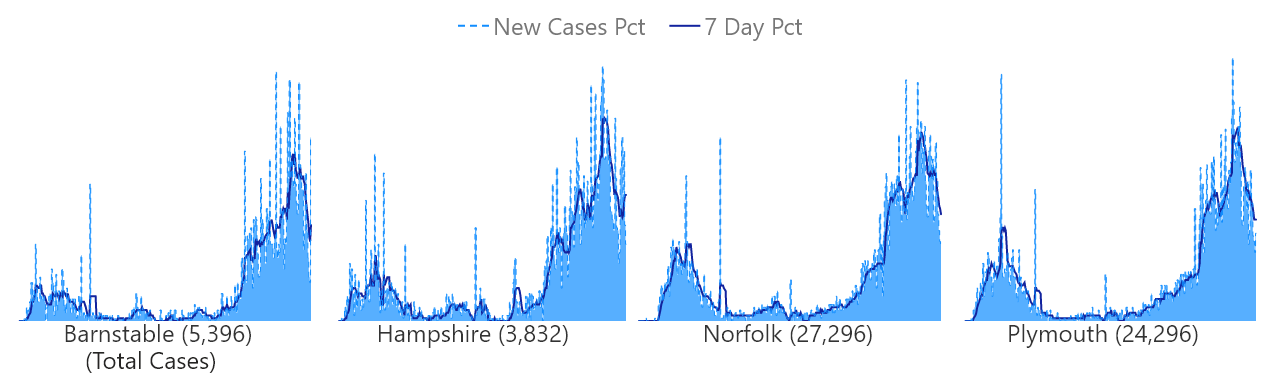 New Cases Pct 7 Day Pct
Barnstable (5,396) Hampshire (3,832) Norfolk (27,296) Plymouth (24,296)
(Total Cases)